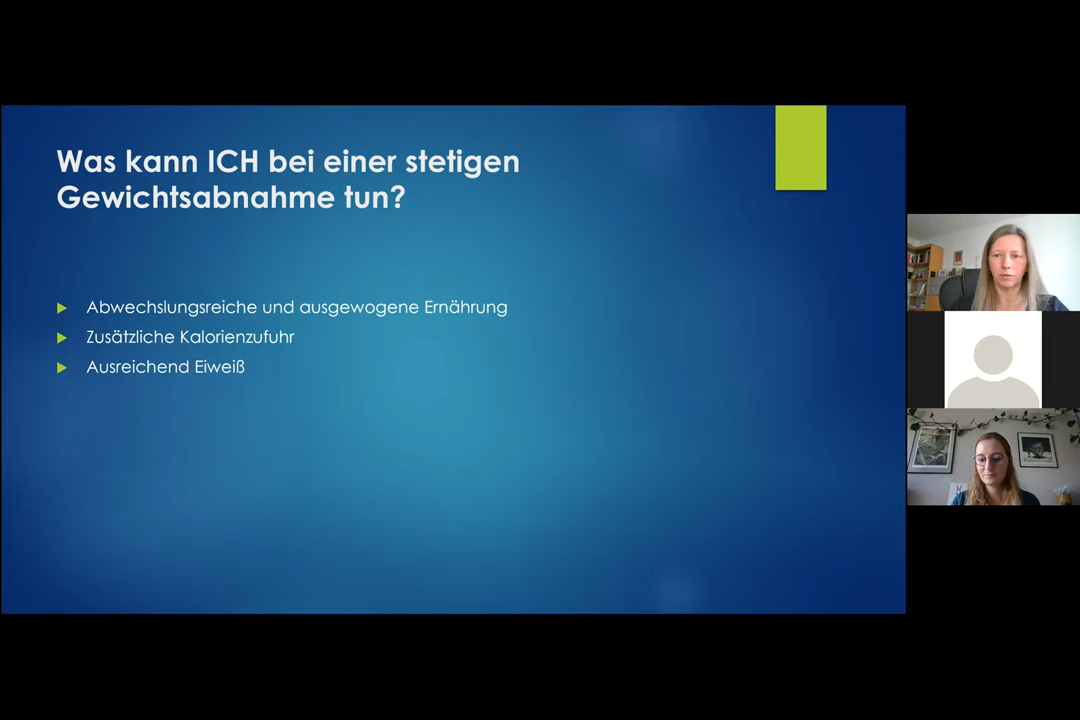 Was kann ICH bei einer stetigen
Gewichtsabnahme tun?
Abwechslungsreiche und ausgewogene Ernährung
Zusätzliche Kalorienzufuhr
Ausreichend Eiweiß